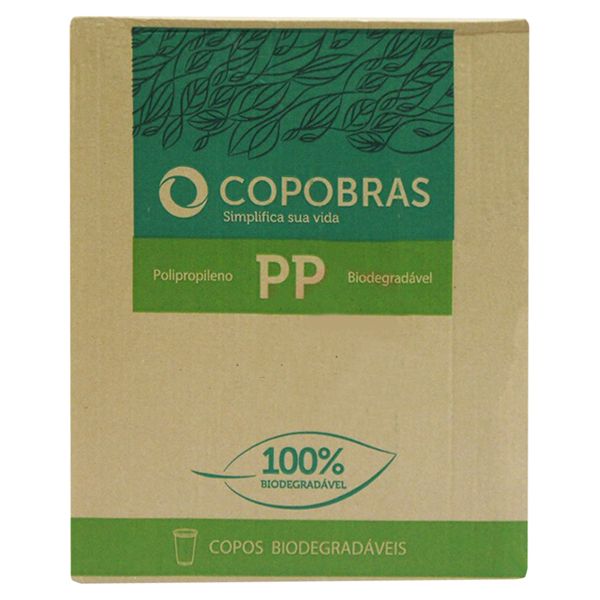 COPOBRAS
Simplifica sua vida
Polipropileno PP Biodegradável
100%
BIODEGRADÁVEL
COPOS BIODEGRADÁVEIS